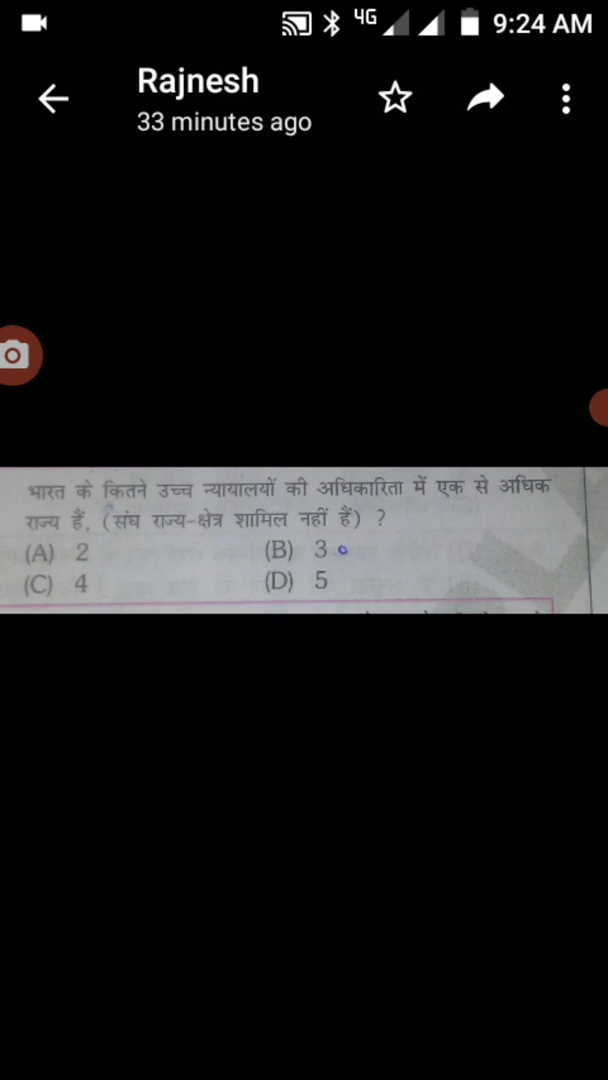 4G 9:24 AM
Rajnesh
33 minutes ago
भारत के कितने उच्च न्यायालयों की अधिकारिता में एक से अधिक
राज्य हैं, (संघ राज्य-क्षेत्र शामिल नहीं हैं) ?
(A) 2 (B) 3
(C) 4 (D) 5